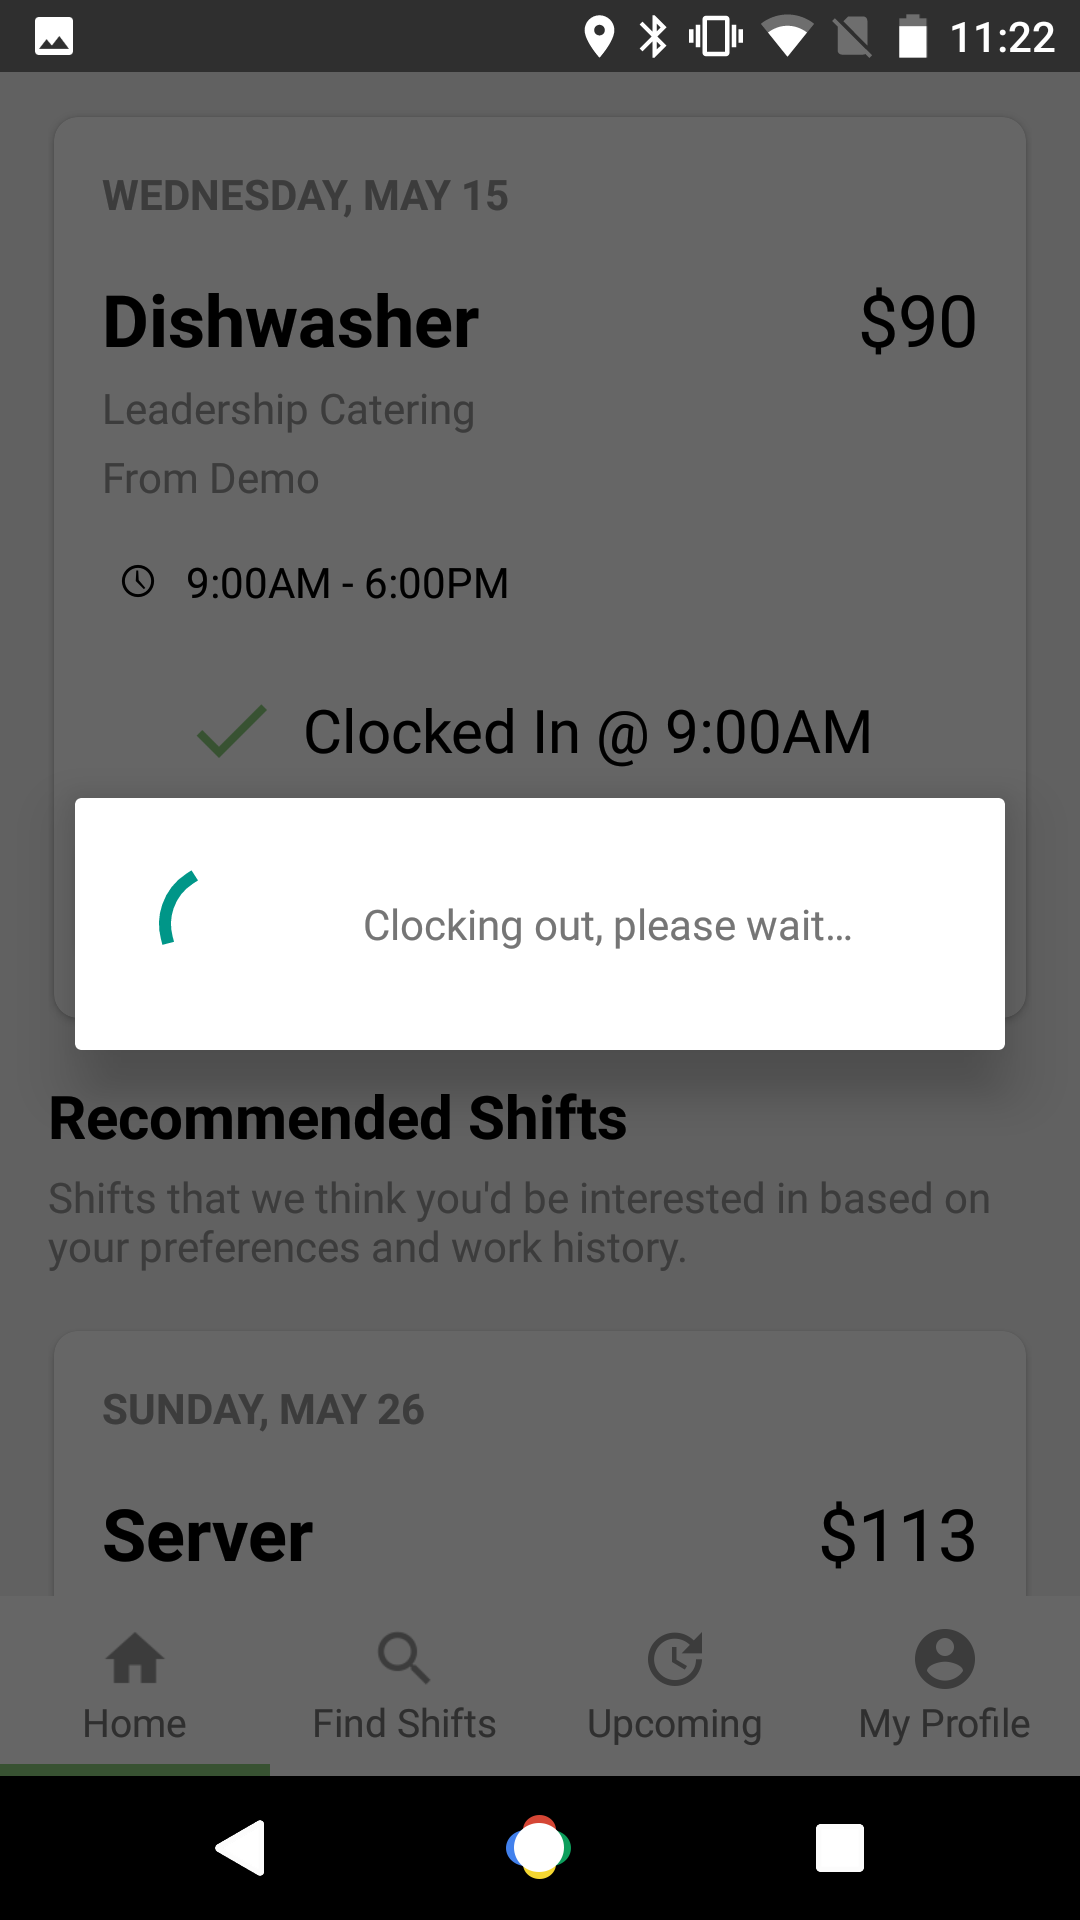 11:22
WEDNESDAY, MAY 15
Dishwasher $90
Leadership Catering
From Demo
9:00AM - 6:00PM
Clocked In @ 9:00AM
Clocking out, please wait...
Recommended Shifts
Shifts that we think you'd be interested in based on
your preferences and work history.
SUNDAY, MAY 26
Server $113
Home Find Shifts Upcoming My Profile